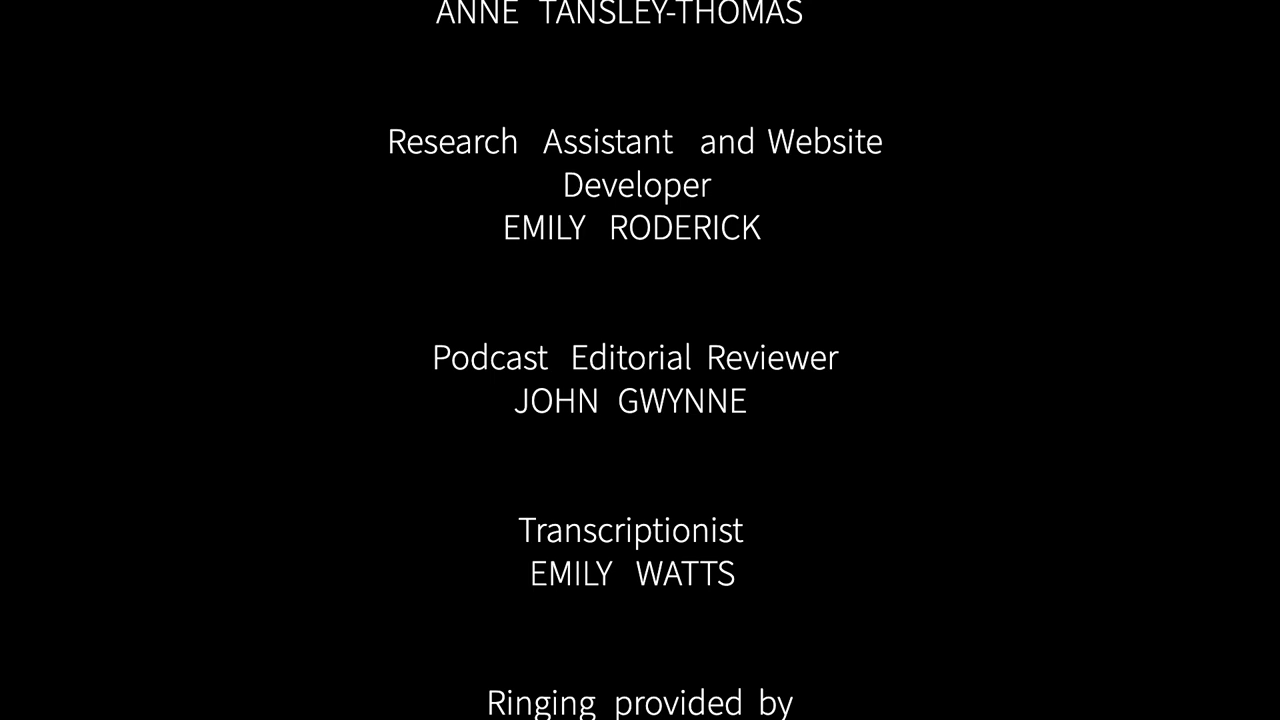 ANNE TANSLEY-THOMAS
Research Assistant and Website
Developer
EMILY RODERICK
Podcast Editorial Reviewer
JOHN GWYNNE
Transcriptionist
EMILY WATTS
Ringing provided by